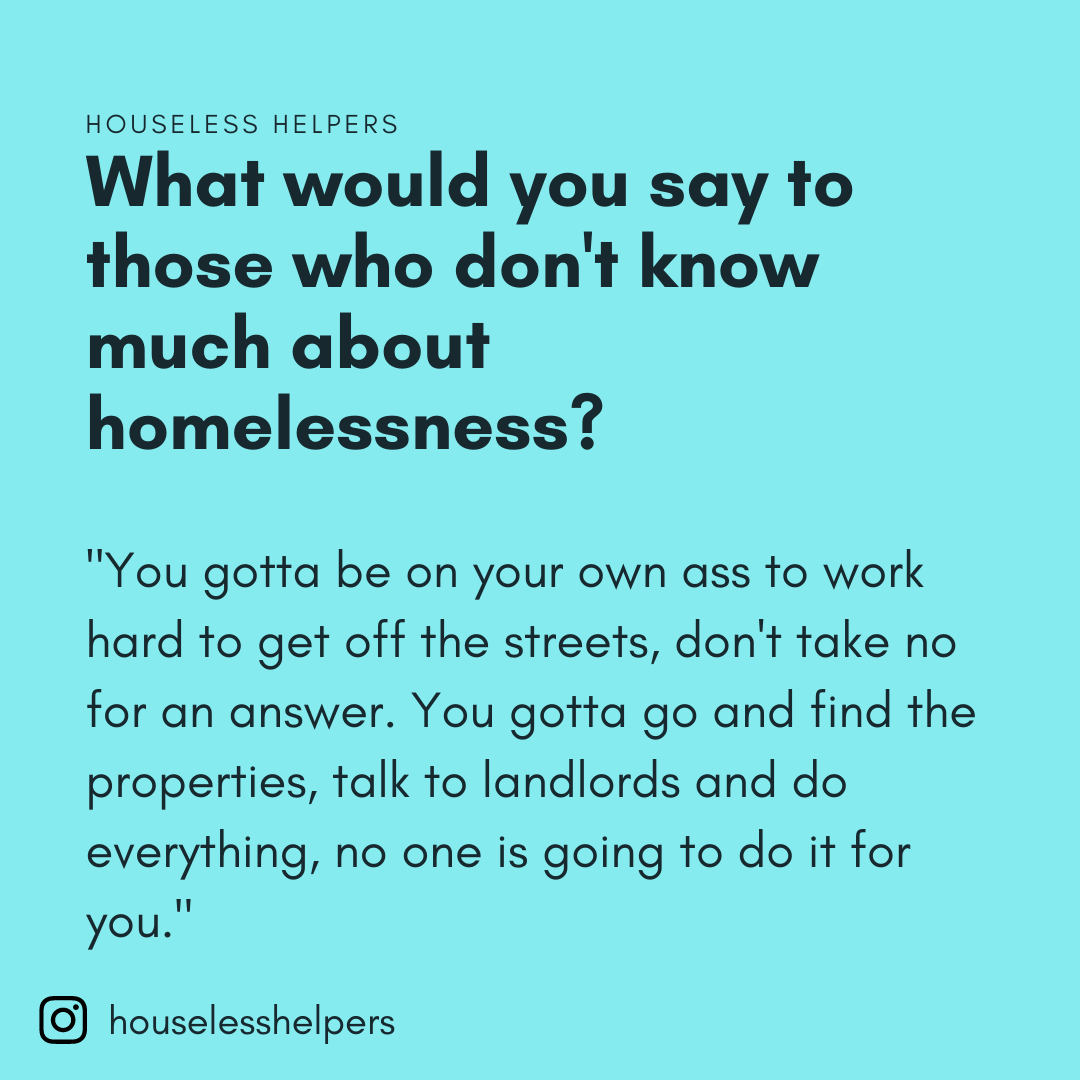 HOUSELESS HELPERS
What would you say to
those who don't know
much about
homelessness?
"You gotta be on your own ass to work
hard to get off the streets, don't take no
for an answer. You gotta go and find the
properties, talk to landlords and do
everything, no one is going to do it for
you."
houselesshelpers